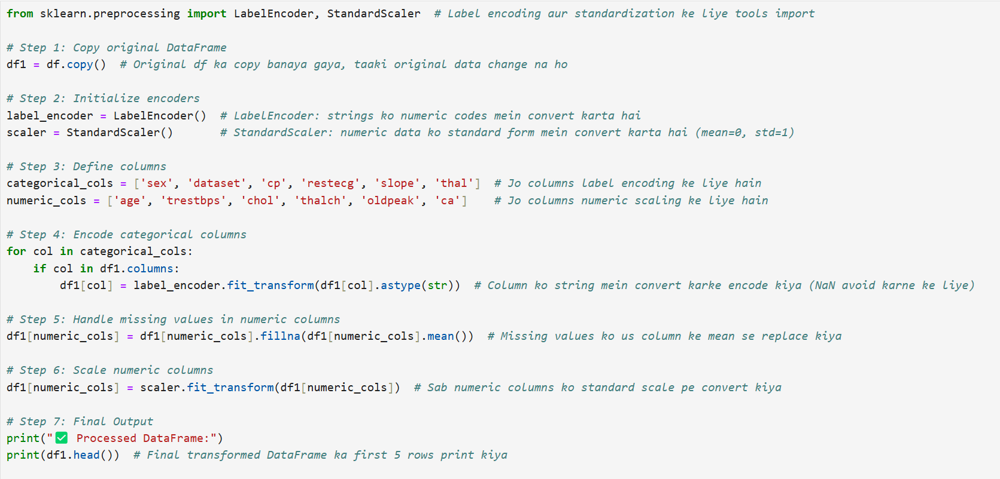 from sklearn.preprocessing import LabelEncoder, StandardScaler  # Label encoding aur standardization ke liye tools import
# Step 1: Copy original DataFrame
df1 = df.copy()  # Original df ka copy banaya gaya, taaki original data change na ho
# Step 2: Initialize encoders
label_encoder = LabelEncoder()  # LabelEncoder: strings ko numeric codes mein convert karta hai
scaler = StandardScaler()       # StandardScaler: numeric data ko standard form mein convert karta hai (mean=0, std=1)
# Step 3: Define columns
categorical_cols = ['sex', 'dataset', 'cp', 'restecg', 'slope', 'thal']  # Jo columns label encoding ke liye hain
numeric_cols = ['age', 'trestbps', 'chol', 'thalch', 'oldpeak', 'ca']    # Jo columns numeric scaling ke liye hain
# Step 4: Encode categorical columns
for col in categorical_cols:
    if col in df1.columns:
        df1[col] = label_encoder.fit_transform(df1[col].astype(str))  # Column ko string mein convert karke encode kiya (NaN avoid karne ke liye)
# Step 5: Handle missing values in numeric columns
df1[numeric_cols] = df1[numeric_cols].fillna(df1[numeric_cols].mean())  # Missing values ko us column ke mean se replace kiya
# Step 6: Scale numeric columns
df1[numeric_cols] = scaler.fit_transform(df1[numeric_cols])  # Sab numeric columns ko standard scale pe convert kiya
# Step 7: Final Output
print("✅ Processed DataFrame:")
print(df1.head())  # Final transformed DataFrame ka first 5 rows print kiya